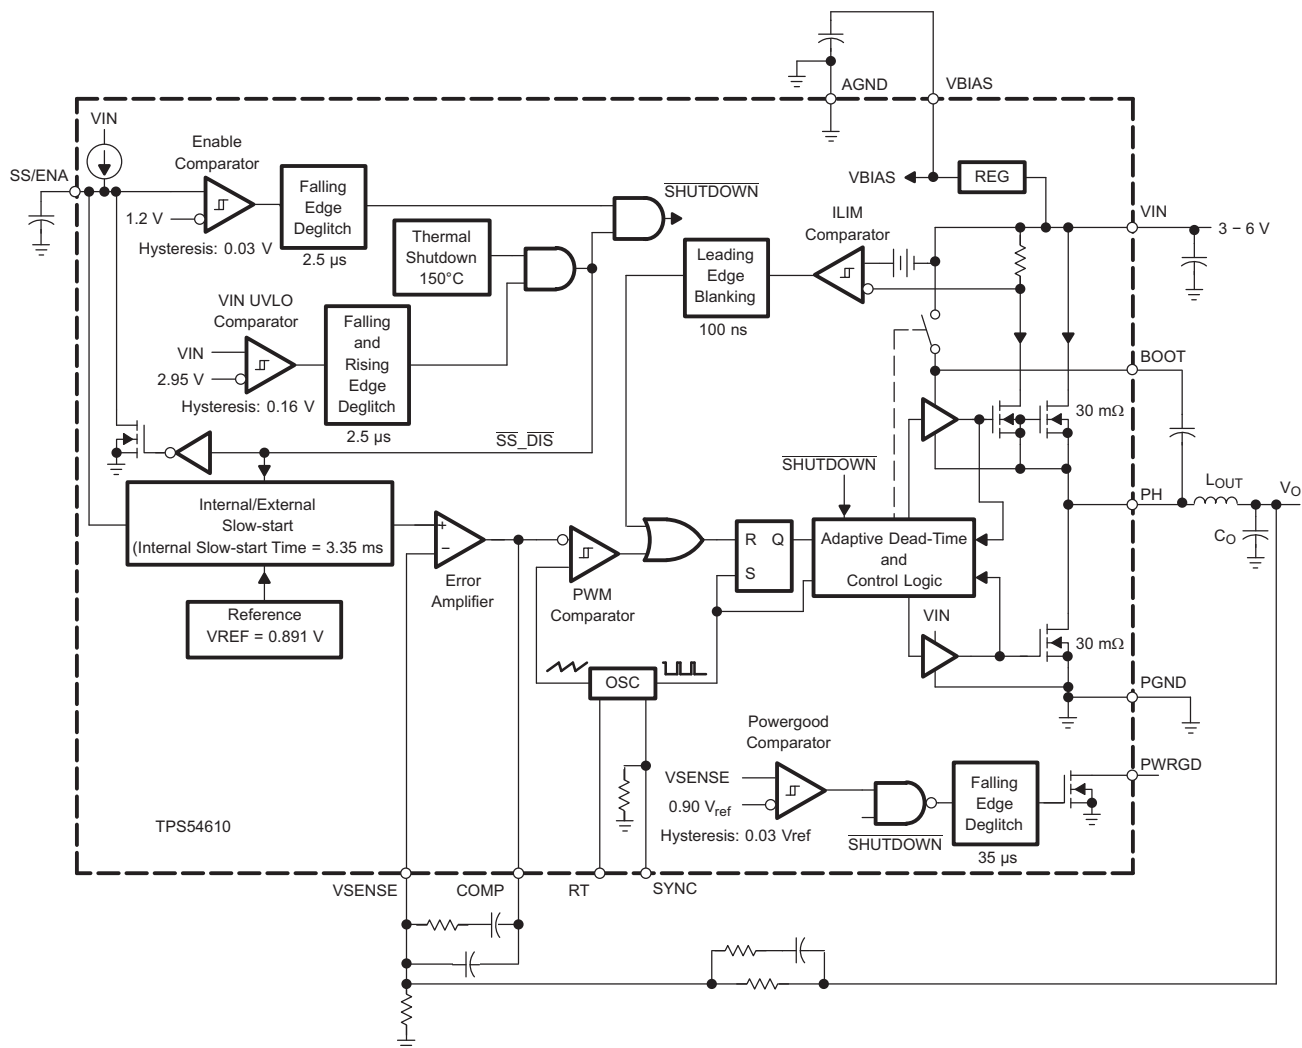 AGND
VBIAS
VIN
SS/ENA
Enable
Comparator
1.2 V
Hysteresis: 0.03 V
Falling
Edge
Deglitch
2.5 µs
SHUTDOWN
VBIAS
REG
VIN
3 – 6 V
ILIM
Comparator
Thermal
Shutdown
150°C
Leading
Edge
Blanking
100 ns
VIN UVLO
Comparator
VIN
2.95 V
Hysteresis: 0.16 V
Falling
and
Rising
Edge
Deglitch
2.5 µs
BOOT
30 mΩ
SS_DIS
SHUTDOWN
PH
LOUT
VO
CO
Internal/External
Slow-start
(Internal Slow-start Time = 3.35 ms
+
−
Error
Amplifier
PWM
Comparator
R Q
S
Adaptive Dead-Time
and
Control Logic
Reference
VREF = 0.891 V
VIN
30 mΩ
OSC
PGND
Powergood
Comparator
VSENSE
0.90 Vref
Hysteresis: 0.03 Vref
SHUTDOWN
Falling
Edge
Deglitch
35 µs
PWRGD
TPS54610
VSENSE
COMP
RT
SYNC